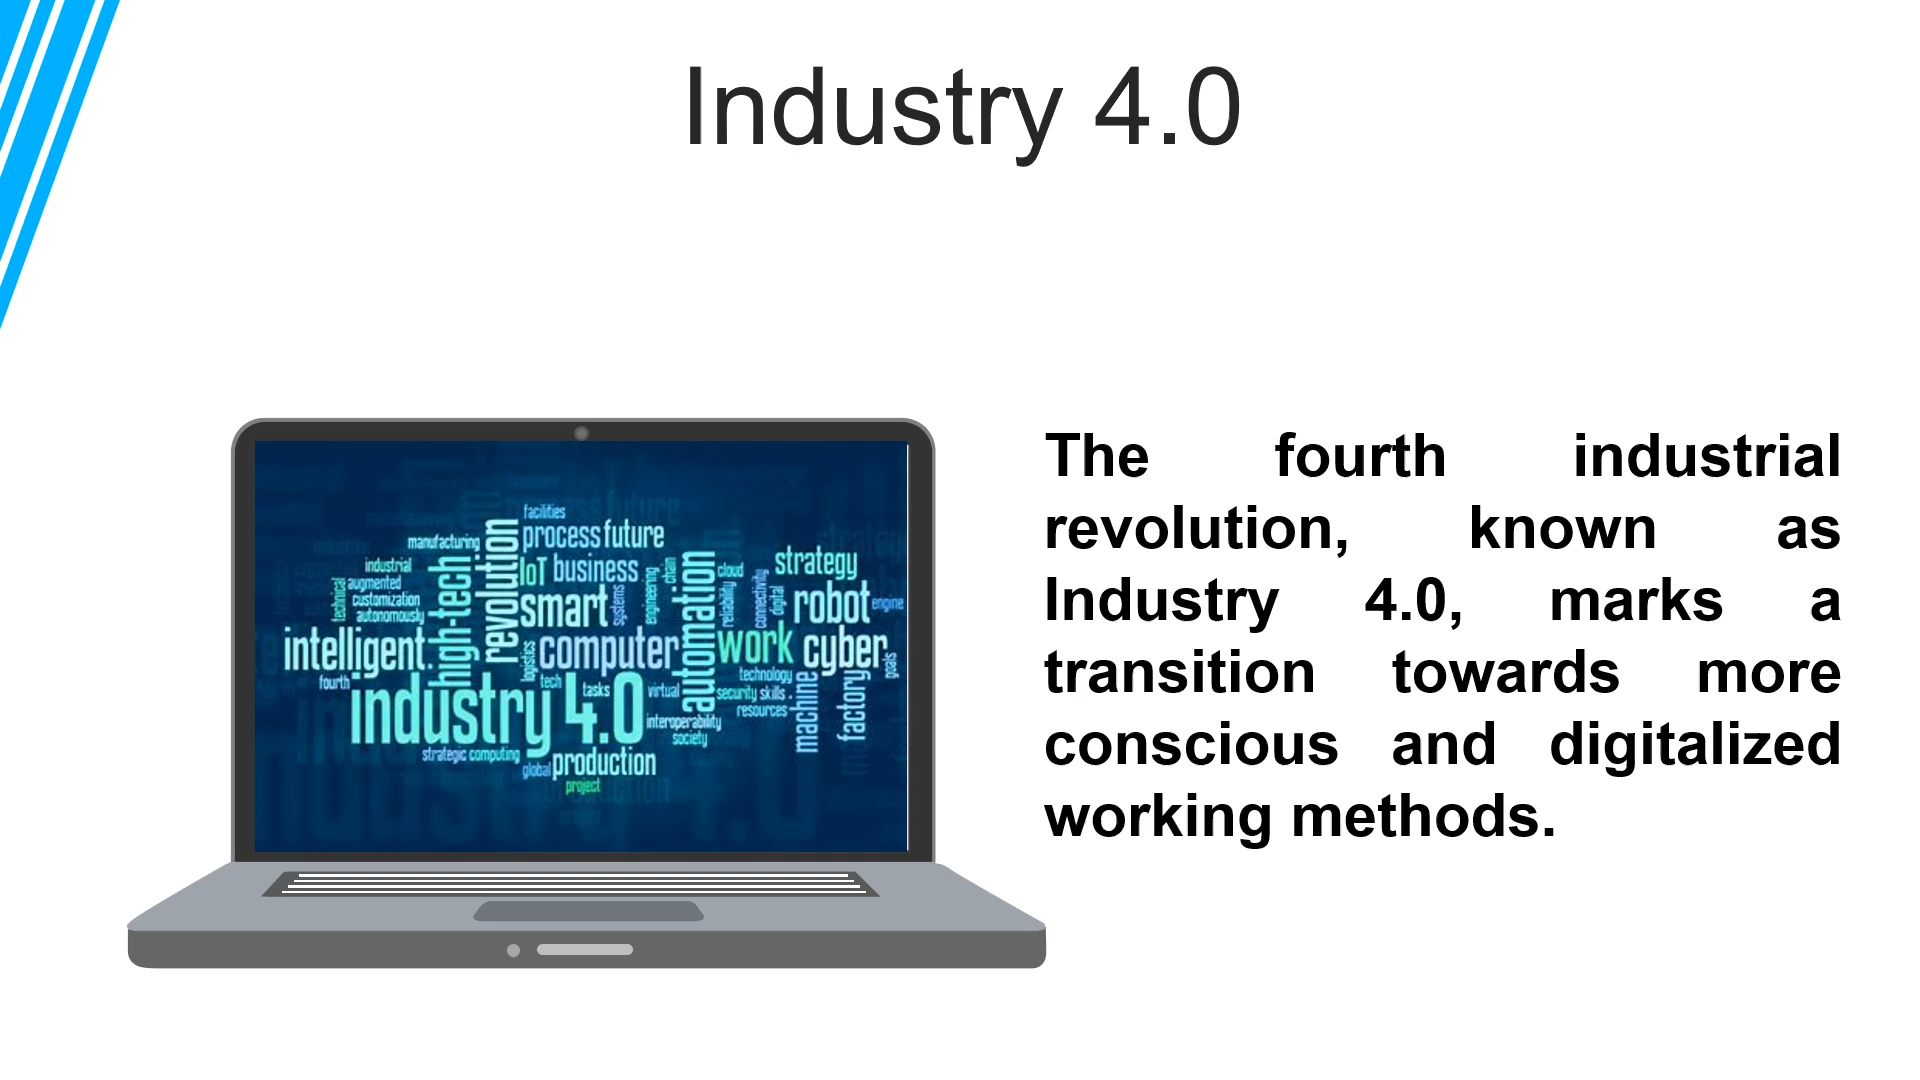 Industry 4.0
The fourth industrial
revolution, known as
Industry 4.0, marks a
transition towards more
conscious and digitalized
working methods.
facilities
process future
manufacturing
revolution
industrial
IoT business
chain
automation
cloud
strategy
technical
augmented
high-tech
customization
autonomously
smart
systems
engineering
reliability
connectivity
digital
robot
engine
intelligent
logistics
computer
work
cyber
goals
fourth
tech
tasks
virtual
technology
security skills
resources
machine
factory
industry 4.0
interoperability
society
strategic computing
global
production
project